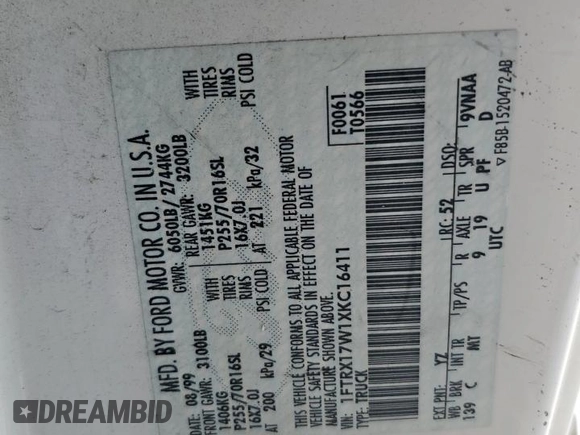 MFD. BY FORD MOTOR CO. IN U.S.A.
DATE: 08/99 GVWR: 6050LB/ 2744KG
FRONT GAWR: 3100LB REAR GAWR: 3200LB
1406KG WITH 1451KG WITH
P255/70R16SL TIRES P255/70R16SL TIRES
16X7.0J RIMS 16X7.0J RIMS
AT 200 kPa/29 PSI COLD AT 221 kPa/32 PSI COLD
THIS VEHICLE CONFORMS TO ALL APPLICABLE FEDERAL MOTOR
VEHICLE SAFETY STANDARDS IN EFFECT ON THE DATE OF
MANUFACTURE SHOWN ABOVE.
VIN: 1FTRX17W1XKC16411
TYPE: TRUCK
F0061
T0566
EXT PNT: YZ RC: 52 DSO:
WB BRK INT TR TP/PS R AXLE TR SPR
139 C MT 9 19 U PF 9VNAA
D
UTC
▽ F85B-1520472-AB
RIDESAFELY